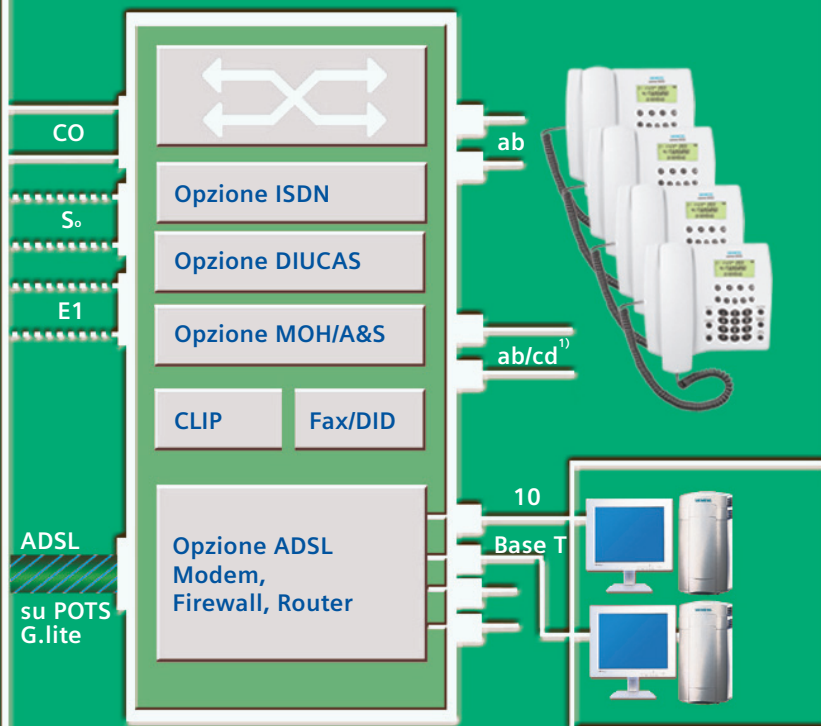 CO
ab
Opzione ISDN
So
Opzione DIUCAS
E1
Opzione MOH/A&S
ab/cd1)
CLIP
Fax/DID
10
Base T
ADSL
su POTS
G.lite
Opzione ADSL
Modem,
Firewall, Router